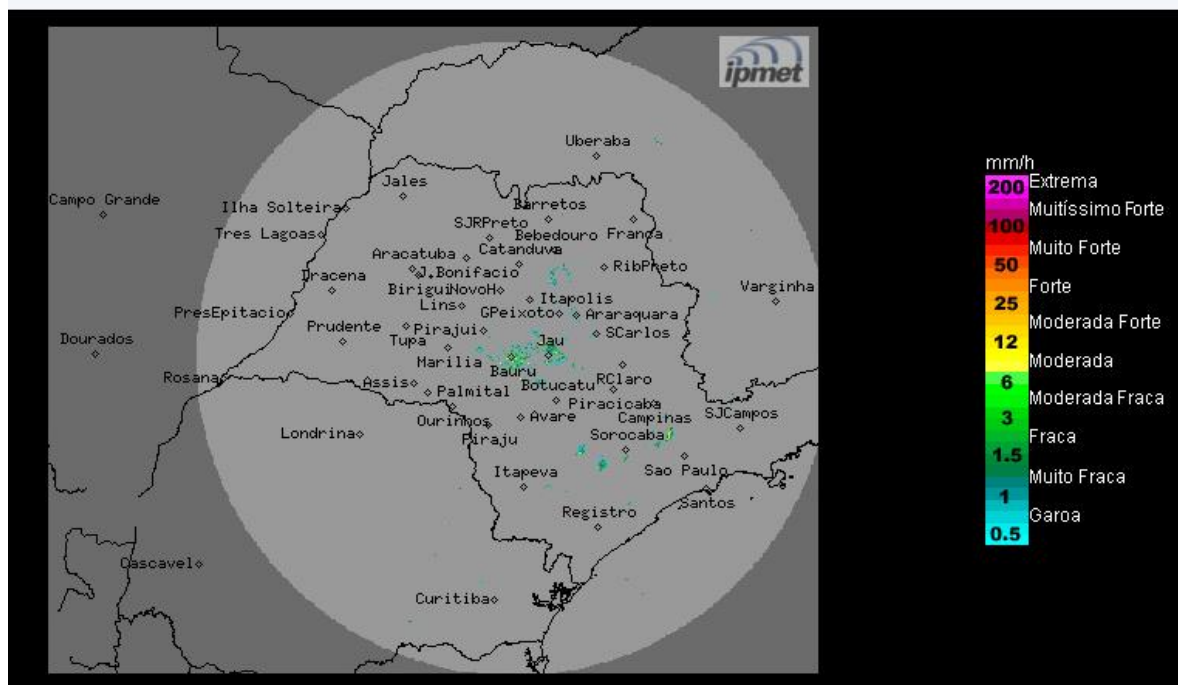 ipmet
Uberaba
Jales
Campo Grande
Ilha Solteira
Barretos
SJRPreto
Tres Lagoas
Bebedouro
Franca
Aracatuba
Catanduva
J.Bonifacio
RibPreto
Dracena
Birigui
NovoH
Varginha
Lins
Itapolis
PresEpitacio
GPeixoto
Araraquara
Prudente
Pirajui
SCarlos
Dourados
Tupa
Jau
Marilia
Bauru
Rosana
Assis
Botucatu
RClaro
Palmital
Piracicaba
Ourinhos
Avare
Campinas
SJCampos
Londrina
Piraju
Sorocaba
Itapeva
Sao Paulo
Santos
Registro
Cascavel
Curitiba
mm/h
200 Extrema
Muitíssimo Forte
100
Muito Forte
50
Forte
25
Moderada Forte
12
Moderada
6
Moderada Fraca
3
Fraca
1.5
Muito Fraca
1
Garoa
0.5